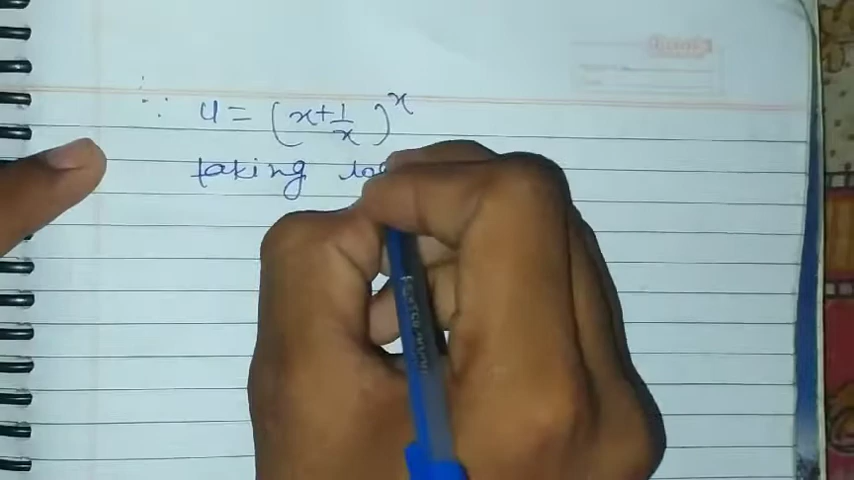 ∴ u = (x+1/x)^x
taking